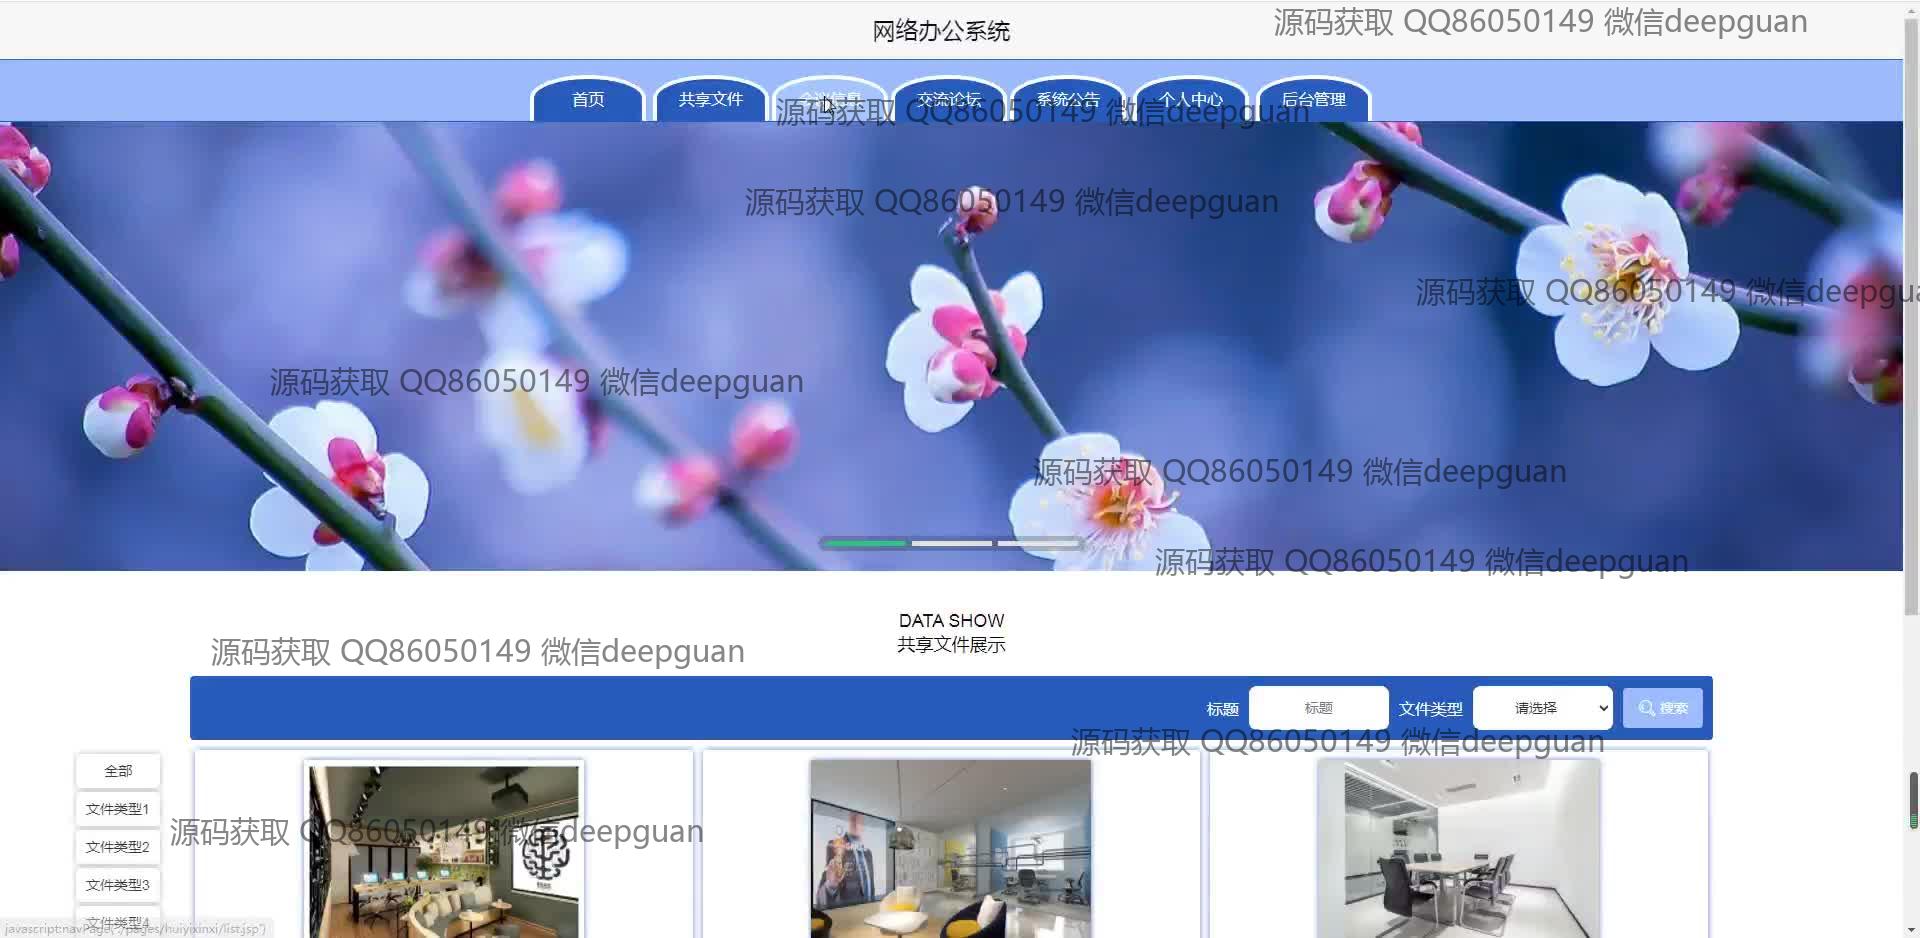 网络办公系统
源码获取 QQ86050149 微信deepguan
首页
共享文件
会议信息
交流论坛
系统公告
个人中心
后台管理
源码获取 QQ86050149 微信deepguan
源码获取 QQ86050149 微信deepguan
源码获取 QQ86050149 微信deepgua
源码获取 QQ86050149 微信deepguan
源码获取 QQ86050149 微信deepguan
源码获取 QQ86050149 微信deepguan
DATA SHOW
共享文件展示
源码获取 QQ86050149 微信deepguan
标题
标题
文件类型
请选择
搜索
源码获取 QQ86050149 微信deepguan
全部
文件类型1
源码获取 QQ86050149 微信deepguan
文件类型2
文件类型3
文件类型4
javascript:navPage('./pages/huiyixinxi/list.jsp')